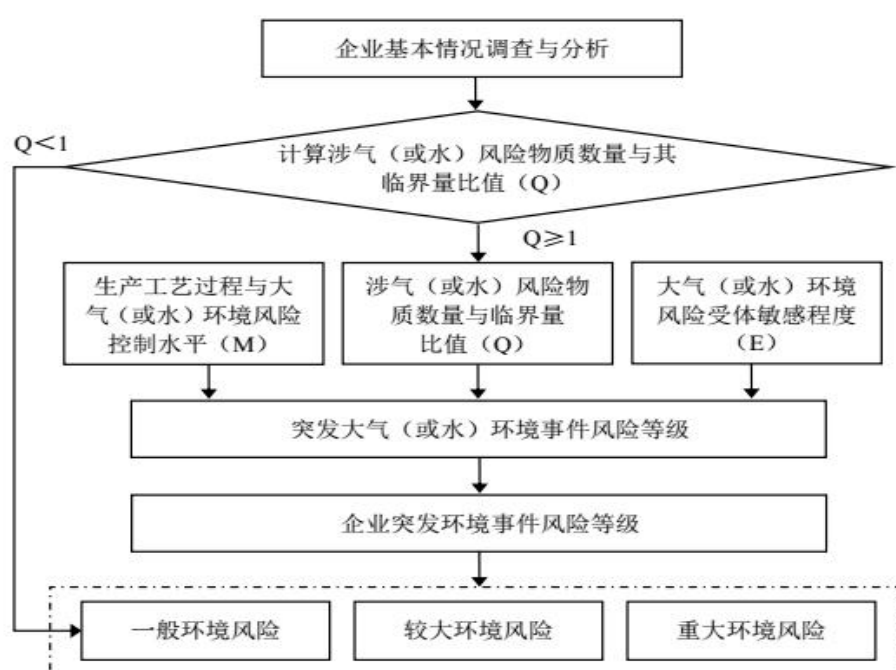 企业基本情况调查与分析
Q＜1
计算涉气（或水）风险物质数量与其
临界量比值（Q）
Q≥1
生产工艺过程与大
气（或水）环境风险
控制水平（M）
涉气（或水）风险物
质数量与临界量
比值（Q）
大气（或水）环境
风险受体敏感程度
（E）
突发大气（或水）环境事件风险等级
企业突发环境事件风险等级
一般环境风险
较大环境风险
重大环境风险